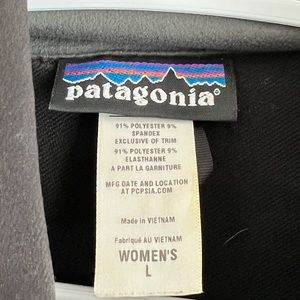 patagonia®
91% POLYESTER 9%
SPANDEX
EXCLUSIVE OF TRIM
91% POLYESTER 9%
ELASTHANNE
A PART LA GARNITURE
MFG DATE AND LOCATION
AT PCPSIA.COM
Made in VIETNAM
Fabriqué AU VIETNAM
WOMEN'S
L